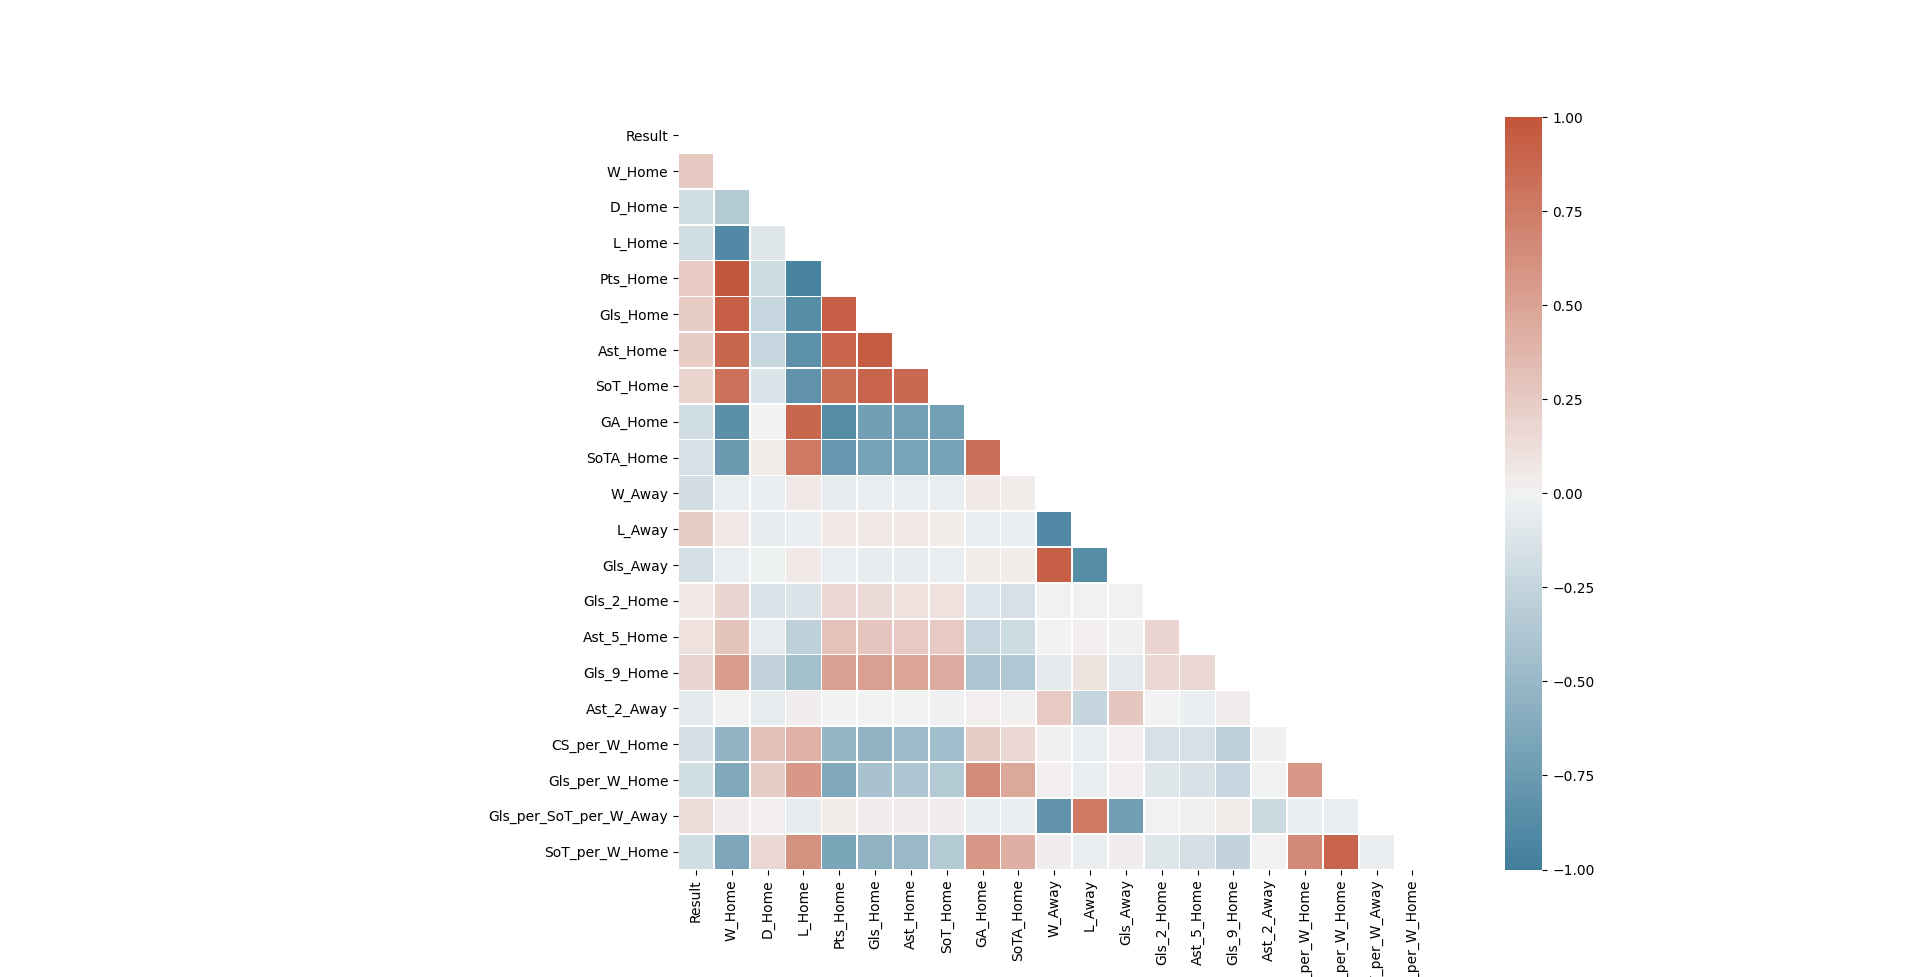 Result
W_Home
D_Home
L_Home
Pts_Home
Gls_Home
Ast_Home
SoT_Home
GA_Home
SoTA_Home
W_Away
L_Away
Gls_Away
Gls_2_Home
Ast_5_Home
Gls_9_Home
Ast_2_Away
CS_per_W_Home
Gls_per_W_Home
Gls_per_SoT_per_W_Away
SoT_per_W_Home
Result
W_Home
D_Home
L_Home
Pts_Home
Gls_Home
Ast_Home
SoT_Home
GA_Home
SoTA_Home
W_Away
L_Away
Gls_Away
Gls_2_Home
Ast_5_Home
Gls_9_Home
Ast_2_Away
_per_W_Home
_per_W_Home
_per_W_Away
_per_W_Home
1.00
0.75
0.50
0.25
0.00
−0.25
−0.50
−0.75
−1.00